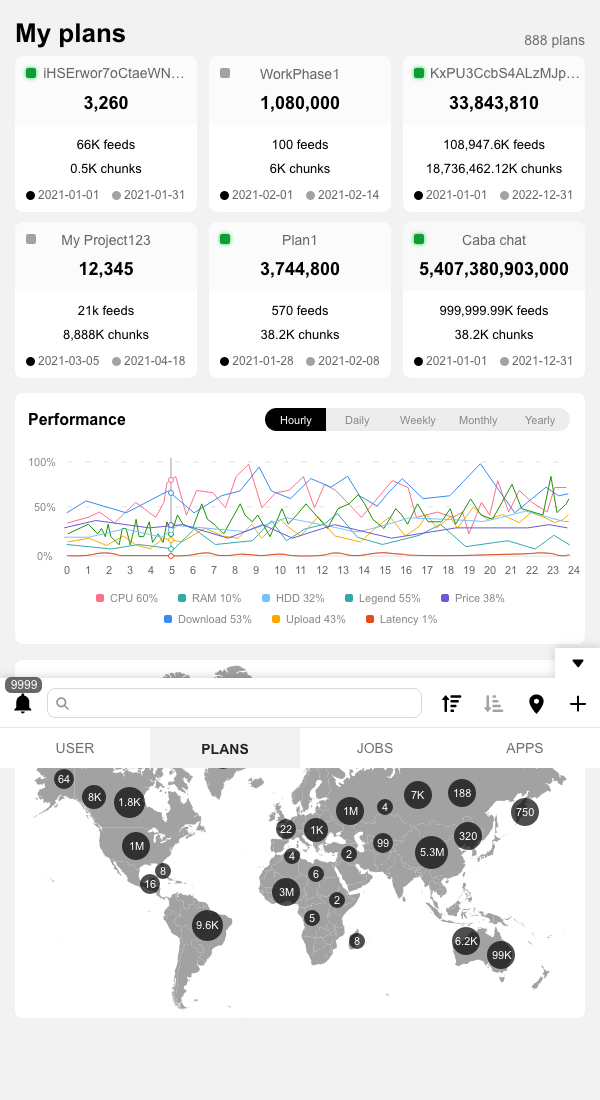 My plans
888 plans
iHSErwor7oCtaeWN...
WorkPhase1
KxPU3CcbS4ALzMJp...
3,260
1,080,000
33,843,810
66K feeds
100 feeds
108,947.6K feeds
0.5K chunks
6K chunks
18,736,462.12K chunks
2021-01-01 2021-01-31
2021-02-01 2021-02-14
2021-01-01 2022-12-31
My Project123
Plan1
Caba chat
12,345
3,744,800
5,407,380,903,000
21k feeds
570 feeds
999,999.99K feeds
8,888K chunks
38.2K chunks
38.2K chunks
2021-03-05 2021-04-18
2021-01-28 2021-02-08
2021-01-01 2021-12-31
Performance
Hourly Daily Weekly Monthly Yearly
100%
50%
0%
0 1 2 3 4 5 6 7 8 9 10 11 12 13 14 15 16 17 18 19 20 21 22 23 24
CPU 60% RAM 10% HDD 32% Legend 55% Price 38%
Download 53% Upload 43% Latency 1%
9999
USER PLANS JOBS APPS
64
8K
1.8K
7K
188
1M
4
750
22
1K
320
1M
99
5.3M
4
2
8
16
6
3M
2
5
9.6K
8
6.2K
99K